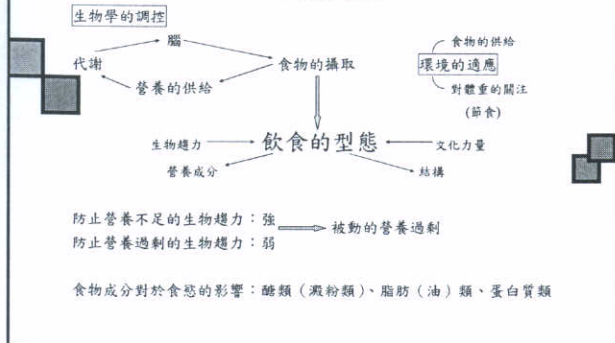 生物學的調控
腦
代謝
食物的攝取
營養的供給
食物的供給
環境的適應
對體重的關注
(節食)
生物趨力
飲食的型態
文化力量
營養成分
結構
防止營養不足的生物趨力：強
被動的營養過剩
防止營養過剩的生物趨力：弱
食物成分對於食慾的影響：醣類（澱粉類）、脂肪（油）類、蛋白質類